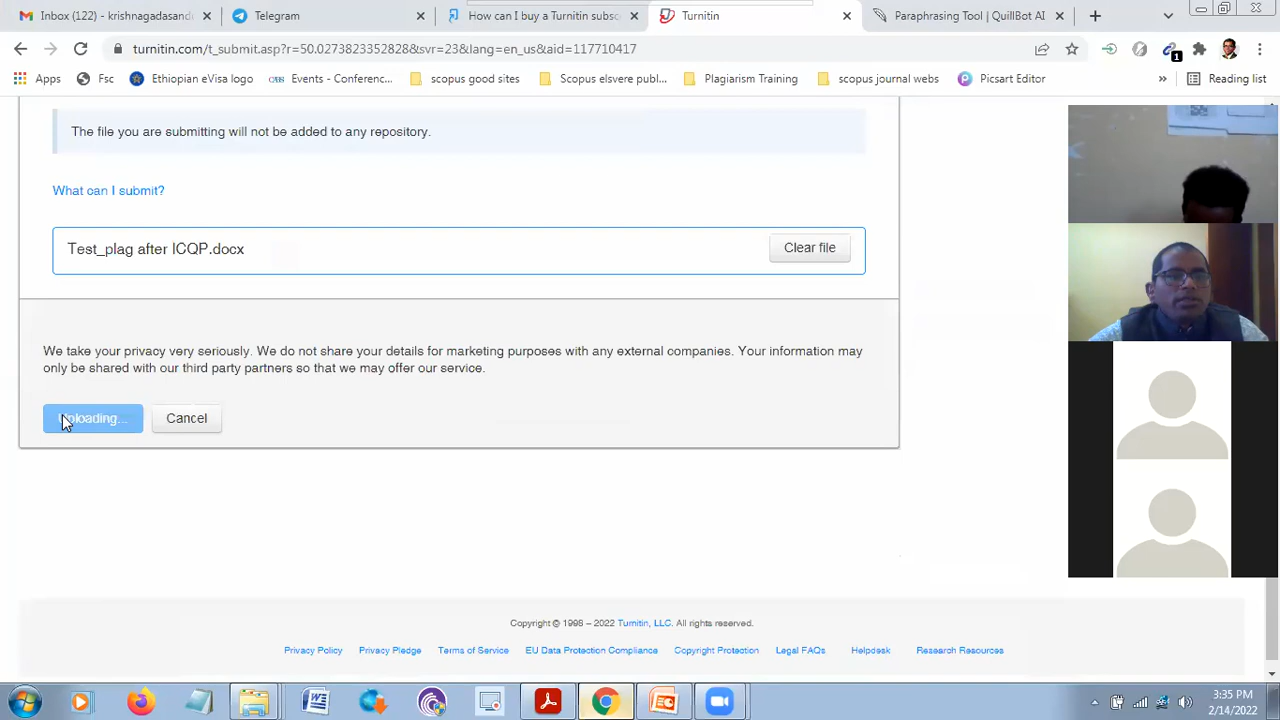 Inbox (122) - krishnagadasandi
Telegram
How can I buy a Turnitin subsc
Turnitin
Paraphrasing Tool | QuillBot AI
turnitin.com/t_submit.asp?r=50.0273823352828&svr=23&lang=en_us&aid=117710417
1
Apps
Fsc
Ethiopian eVisa logo
Events - Conferenc...
scopus good sites
Scopus elsvere publ...
Plagiarism Training
scopus journal webs
Picsart Editor
»
Reading list
The file you are submitting will not be added to any repository.
What can I submit?
Test_plag after ICQP.docx
Clear file
We take your privacy very seriously. We do not share your details for marketing purposes with any external companies. Your information may
only be shared with our third party partners so that we may offer our service.
Uploading...
Cancel
Copyright © 1998 – 2022 Turnitin, LLC. All rights reserved.
Privacy Policy
Privacy Pledge
Terms of Service
EU Data Protection Compliance
Copyright Protection
Legal FAQs
Helpdesk
Research Resources
3:35 PM
2/14/2022